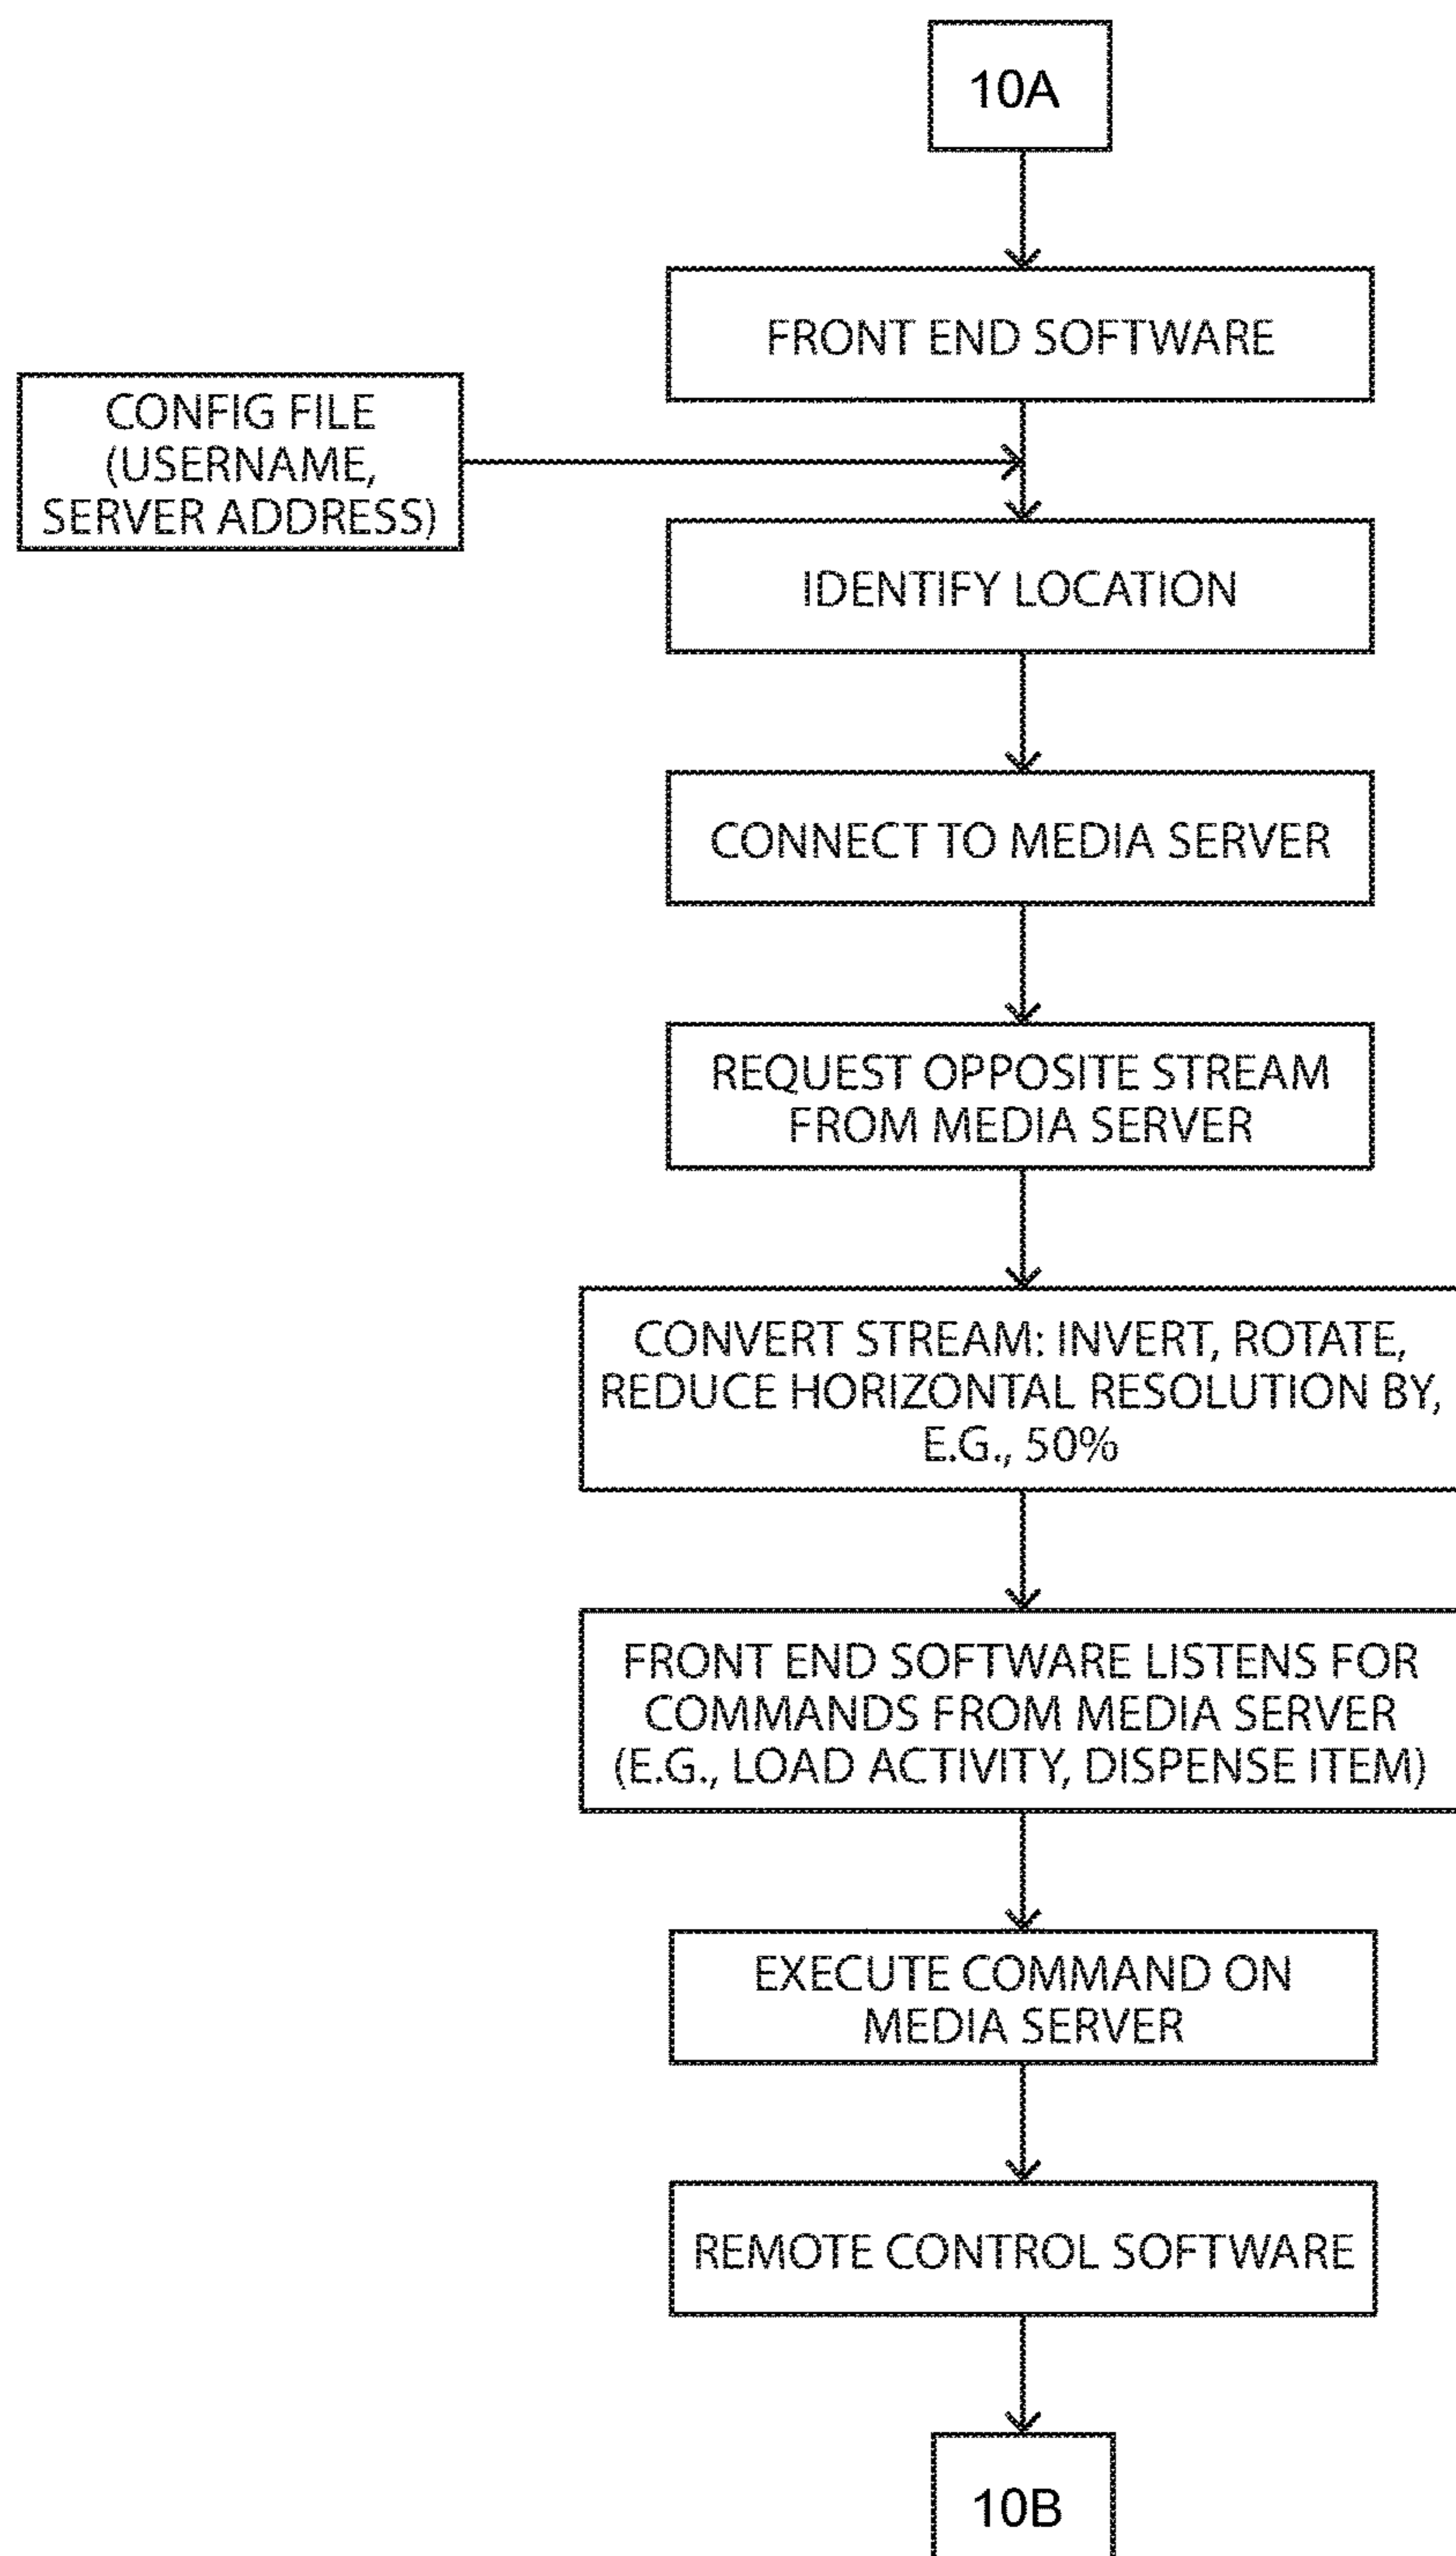 10A
FRONT END SOFTWARE
CONFIG FILE
(USERNAME,
SERVER ADDRESS)
IDENTIFY LOCATION
CONNECT TO MEDIA SERVER
REQUEST OPPOSITE STREAM
FROM MEDIA SERVER
CONVERT STREAM: INVERT, ROTATE,
REDUCE HORIZONTAL RESOLUTION BY,
E.G., 50%
FRONT END SOFTWARE LISTENS FOR
COMMANDS FROM MEDIA SERVER
(E.G., LOAD ACTIVITY, DISPENSE ITEM)
EXECUTE COMMAND ON
MEDIA SERVER
REMOTE CONTROL SOFTWARE
10B